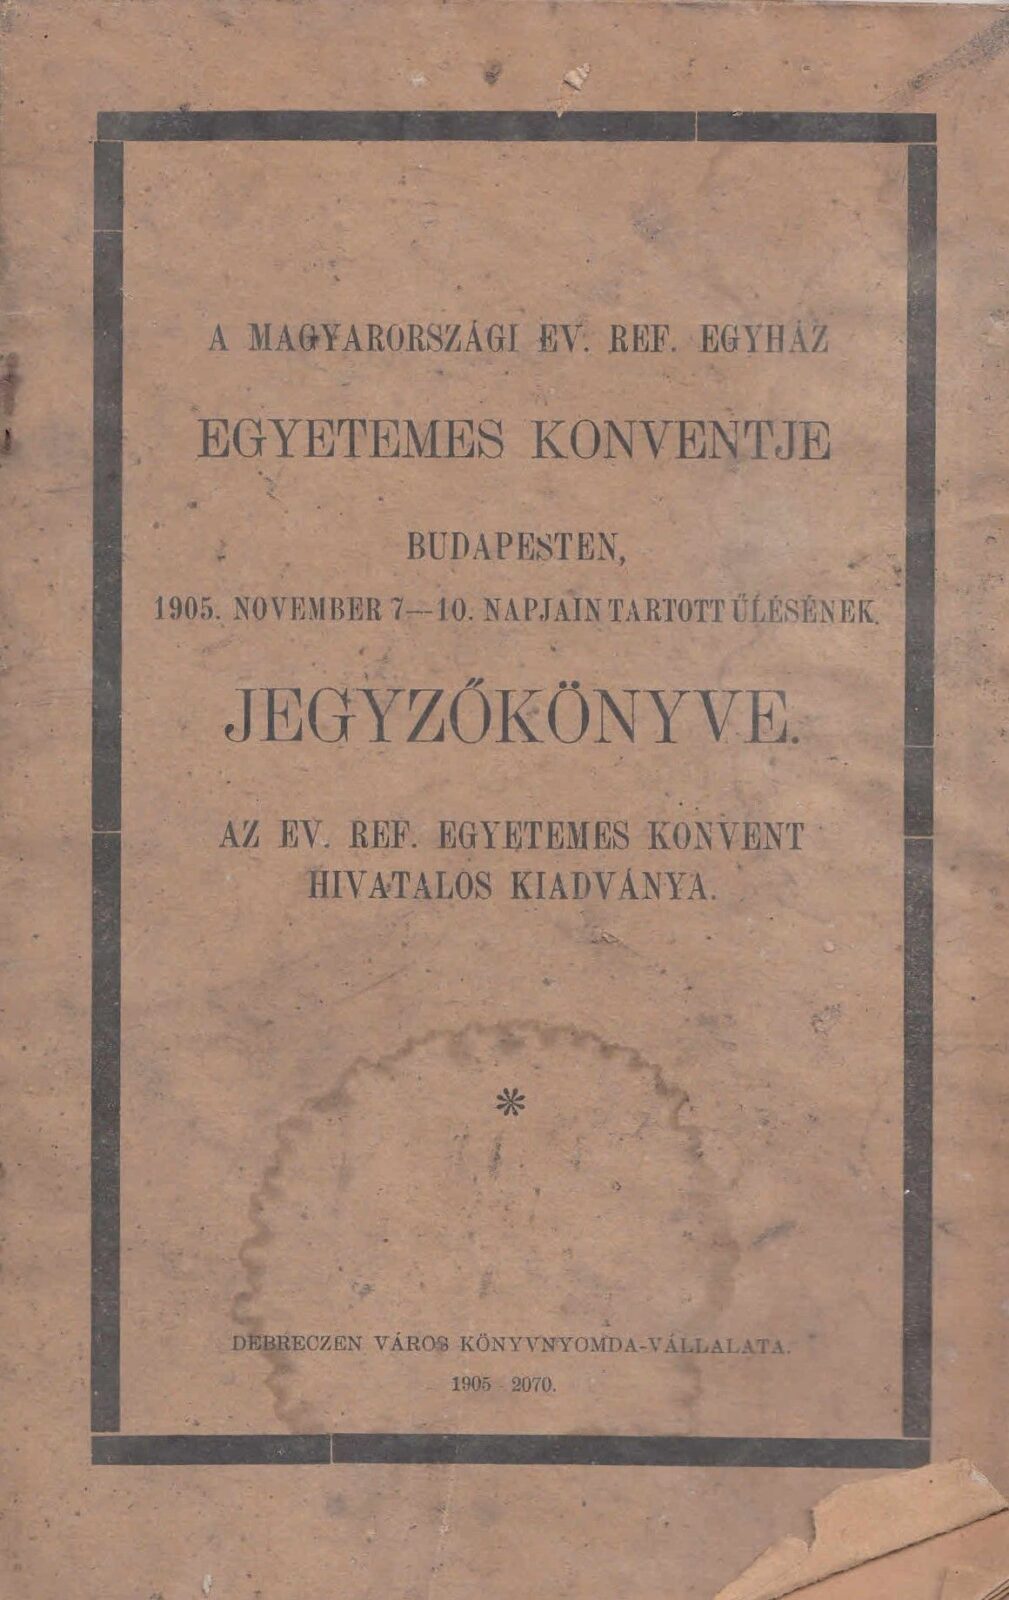 A MAGYARORSZÁGI EV. REF. EGYHÁZ
EGYETEMES KONVENTJE
BUDAPESTEN,
1905. NOVEMBER 7—10. NAPJAIN TARTOTT ŰLÉSÉNEK
JEGYZŐKÖNYVE.
AZ EV. REF. EGYETEMES KONVENT
HIVATALOS KIADVÁNYA.
*
DEBRECZEN VÁROS KÖNYVNYOMDA-VÁLLALATA.
1905 2070.